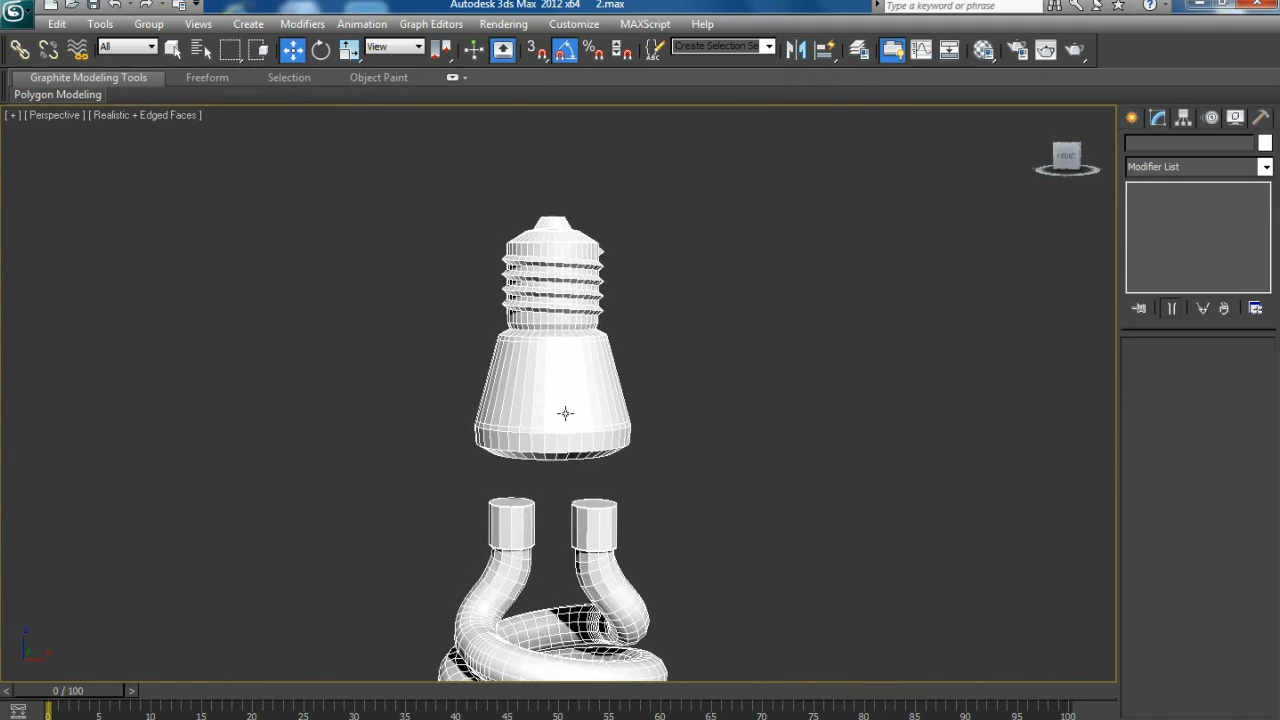 Autodesk 3ds Max 2012 x64 2.max
Type a keyword or phrase
Edit Tools Group Views Create Modifiers Animation Graph Editors Rendering Customize MAXScript Help
All View 3 % ABC Create Selection Se
Graphite Modeling Tools Freeform Selection Object Paint
Polygon Modeling
[ + ] [ Perspective ] [ Realistic + Edged Faces ]
FRONT
Modifier List
z
y
x
< 0 / 100 >
0 5 10 15 20 25 30 35 40 45 50 55 60 65 70 75 80 85 90 95 100